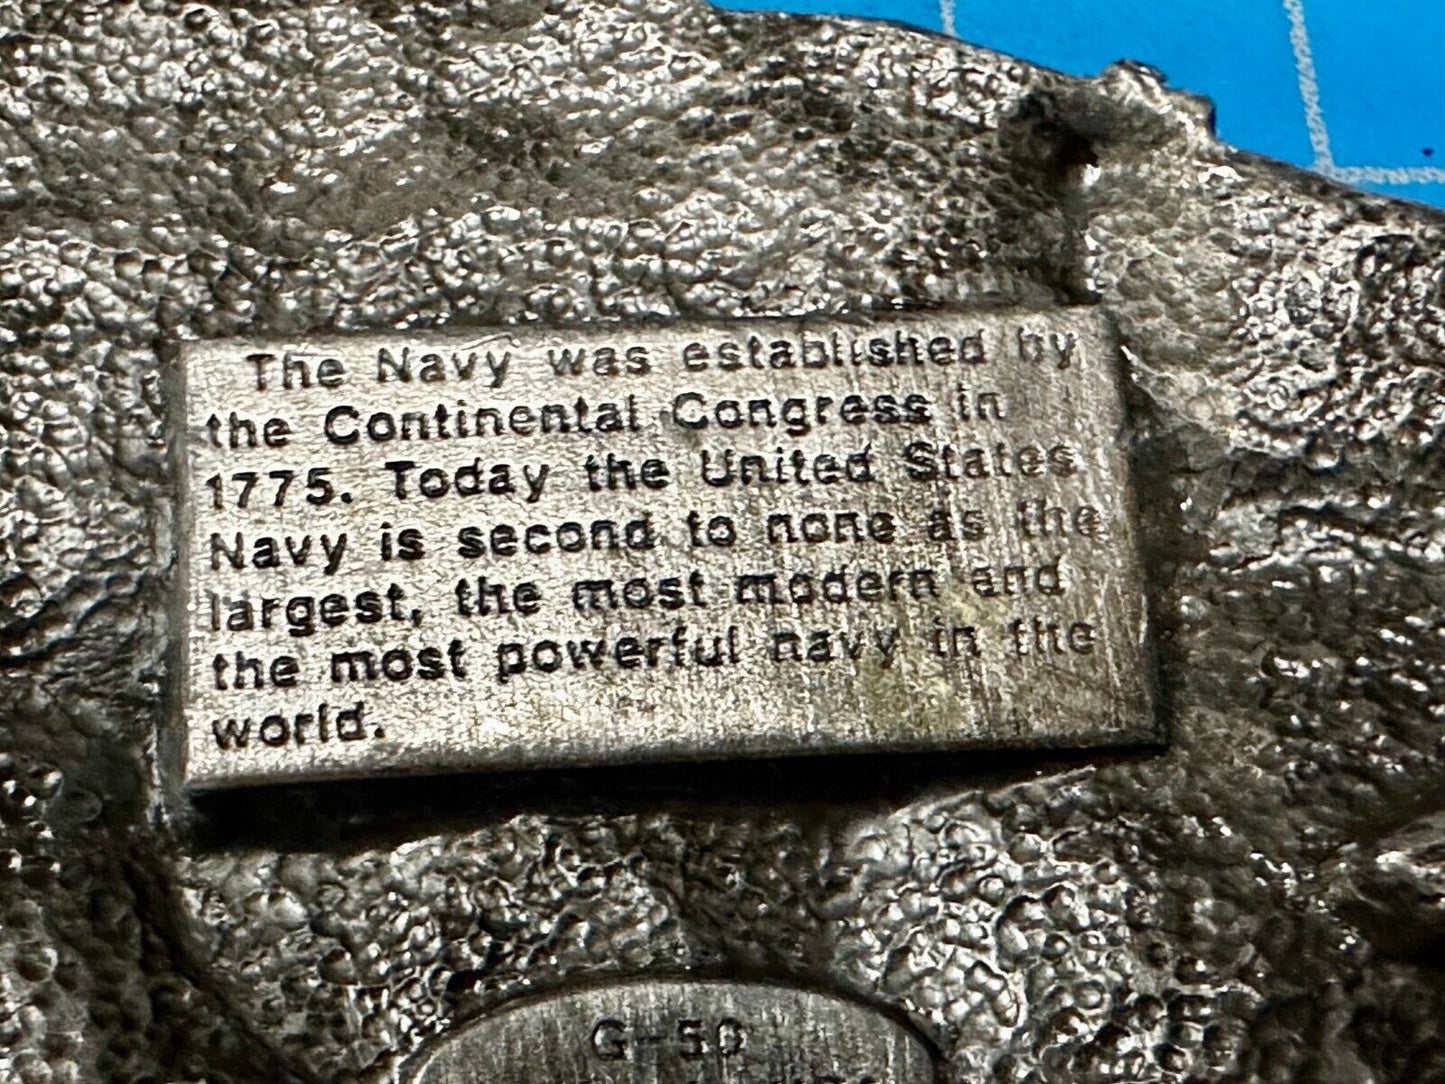 The Navy was established by
the Continental Congress in
1775. Today the United States
Navy is second to none as the
largest, the most modern and
the most powerful navy in the
world.
G-50